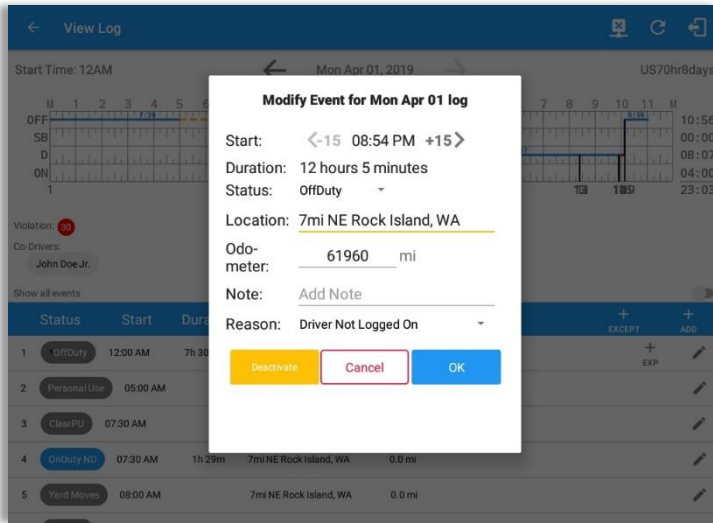 View Log
Start Time: 12AM
Mon Apr 01, 2019
US70hr8days
M 1 2 3 4 5 6 7 8 9 10 11 M
7:30 0:56
OFF 10:56
SB 00:00
D 08:07
ON 04:00
1 23:03
Violation: 30
Co-Drivers:
John Doe Jr.
Show all events
Status Start Dura EXCEPT ADD
1 OffDuty 12:00 AM 7h 30 EXP
2 Personal Use 05:00 AM
3 ClearPU 07:30 AM
4 OnDuty ND 07:30 AM 1h 29m 7mi NE Rock Island, WA 0.0 mi
5 Yard Moves 08:00 AM 7mi NE Rock Island, WA 0.0 mi
Modify Event for Mon Apr 01 log
Start: -15 08:54 PM +15
Duration: 12 hours 5 minutes
Status: OffDuty
Location: 7mi NE Rock Island, WA
Odo-
meter: 61960 mi
Note: Add Note
Reason: Driver Not Logged On
Deactivate Cancel OK